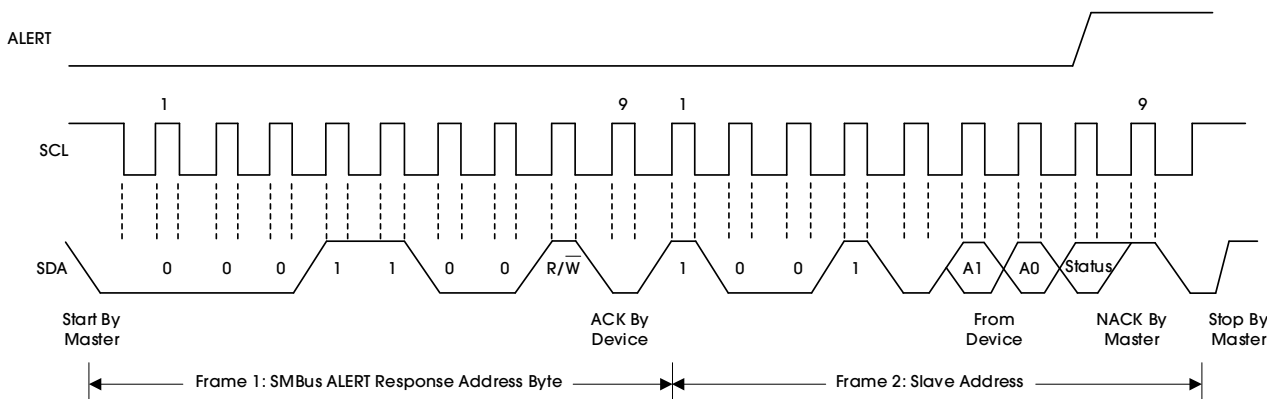 ALERT
1 9 1 9
SCL
SDA
0 0 0 1 1 0 0 R/W̅ 1 0 0 1 A1 A0 Status
Start By
Master
ACK By
Device
From
Device
NACK By
Master
Stop By
Master
Frame 1: SMBus ALERT Response Address Byte
Frame 2: Slave Address